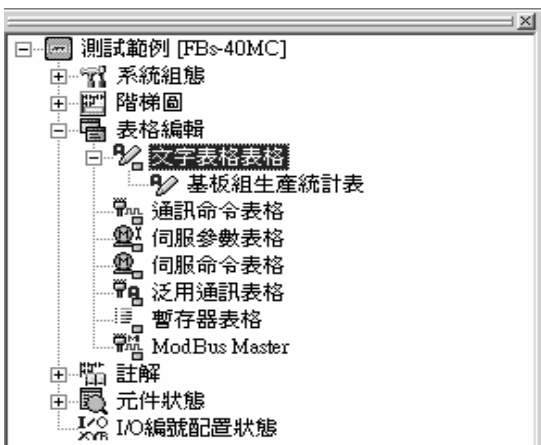 測試範例 [FBs-40MC]
系統組態
階梯圖
表格編輯
文字表格表格
基板組生產統計表
通訊命令表格
伺服參數表格
伺服命令表格
泛用通訊表格
暫存器表格
ModBus Master
註解
元件狀態
I/O編號配置狀態